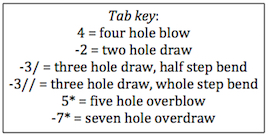 Tab key:
4 = four hole blow
-2 = two hole draw
-3/ = three hole draw, half step bend
-3// = three hole draw, whole step bend
5* = five hole overblow
-7* = seven hole overdraw